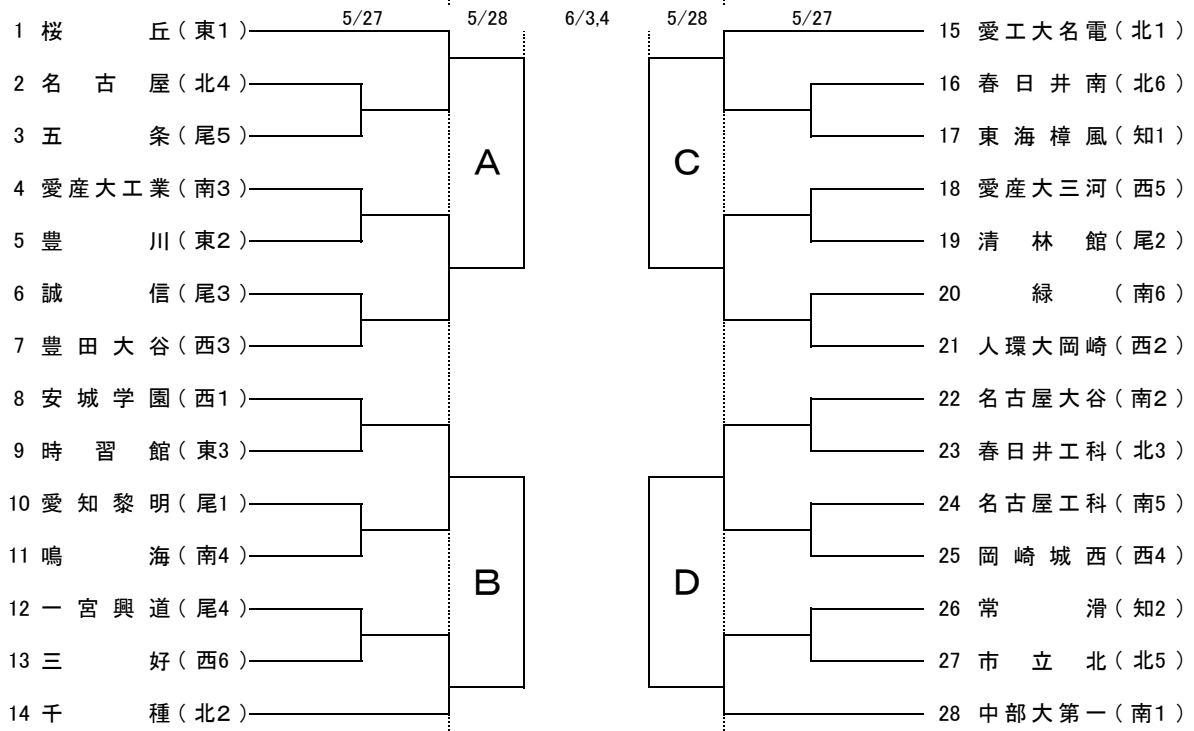 5/27 5/28 6/3,4 5/28 5/27
1 桜丘(東1)
2 名古屋(北4)
3 五条(尾5)
4 愛産大工業(南3)
5 豊川(東2)
6 誠信(尾3)
7 豊田大谷(西3)
8 安城学園(西1)
9 時習館(東3)
10 愛知黎明(尾1)
11 鳴海(南4)
12 一宮興道(尾4)
13 三好(西6)
14 千種(北2)
A
B
C
D
15 愛工大名電(北1)
16 春日井南(北6)
17 東海樟風(知1)
18 愛産大三河(西5)
19 清林館(尾2)
20 緑(南6)
21 人環大岡崎(西2)
22 名古屋大谷(南2)
23 春日井工科(北3)
24 名古屋工科(南5)
25 岡崎城西(西4)
26 常滑(知2)
27 市立北(北5)
28 中部大第一(南1)